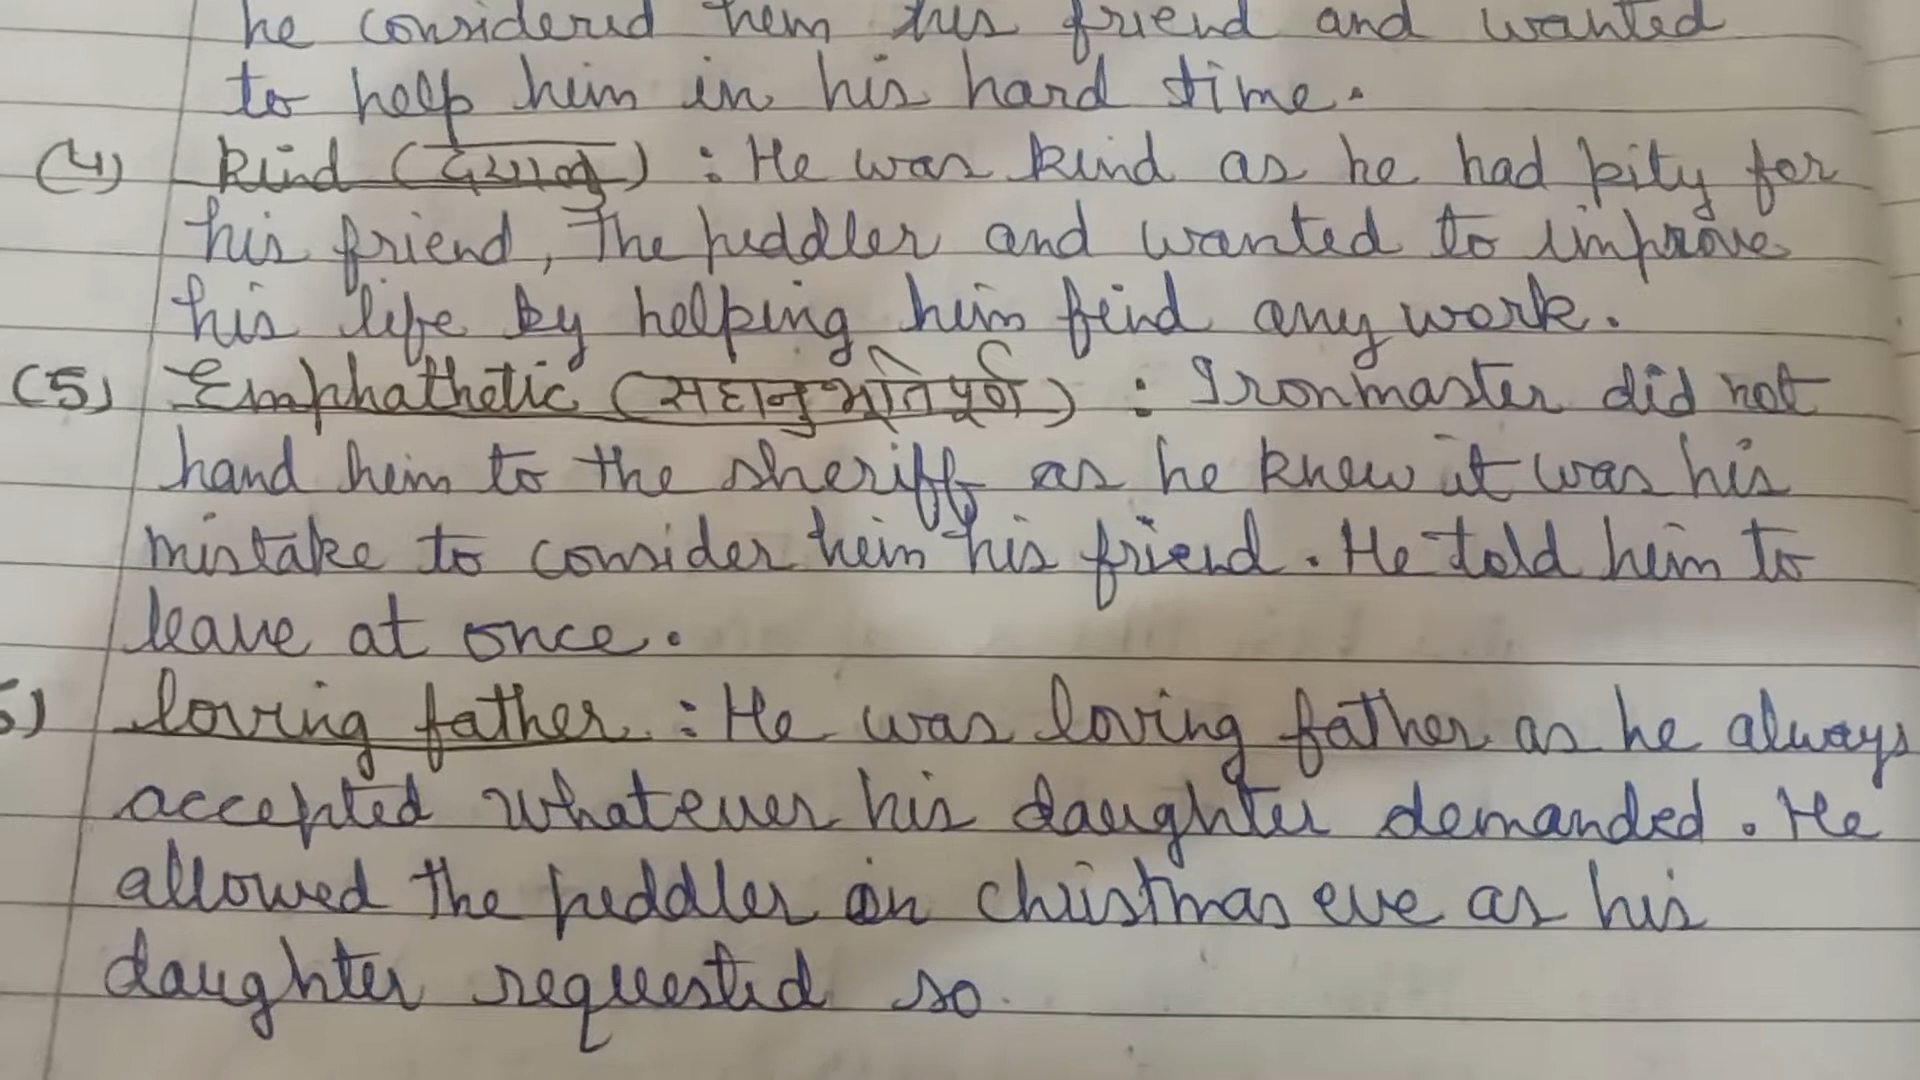 he considered them his friend and wanted
to help him in his hard time.
(4) kind (दयालु) : He was kind as he had pity for
his friend, The peddler and wanted to improve
his life by helping him find any work.
(5) Emphathetic (सहानुभूतिपूर्ण) : Ironmaster did not
hand him to the sheriff as he knew it was his
mistake to consider him his friend. He told him to
leave at once.
6) loving father : He was loving father as he always
accepted whatever his daughter demanded. He
allowed the peddler on christmas eve as his
daughter requested so.